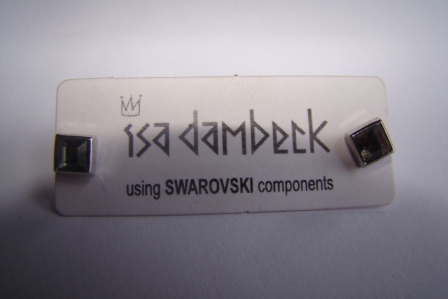 isa dambeck
using SWAROVSKI components